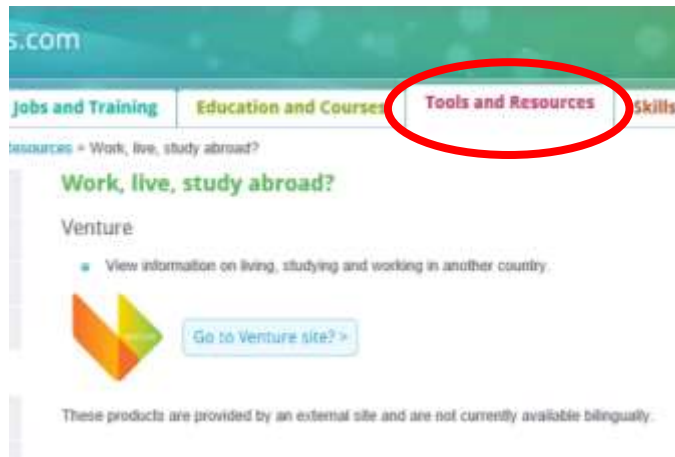 s.com
Jobs and Training Education and Courses Tools and Resources Skills
Resources » Work, live, study abroad?
Work, live, study abroad?
Venture
View information on living, studying and working in another country.
Go to Venture site? >
These products are provided by an external site and are not currently available bilingually.